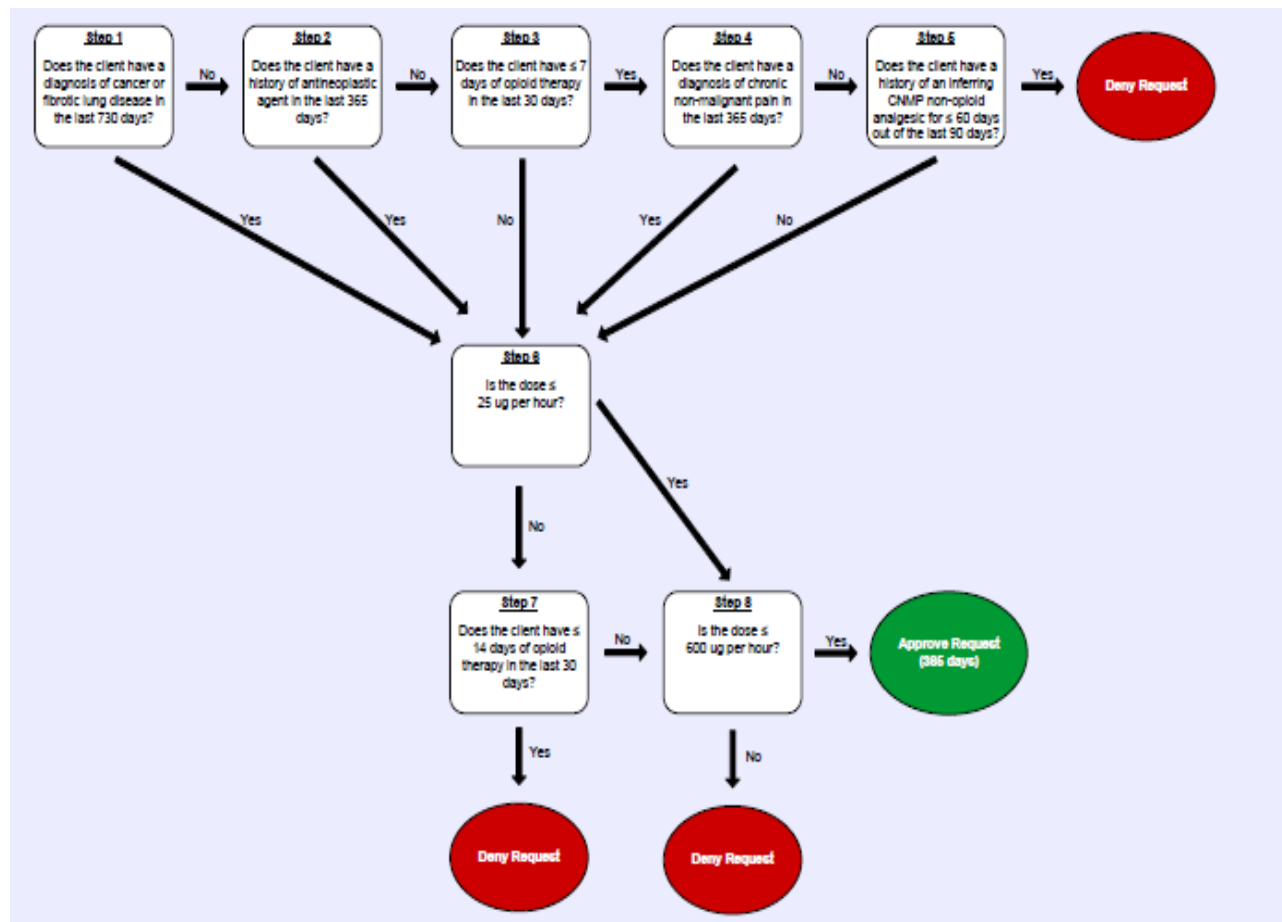 Step 1
Does the client have a
diagnosis of cancer or
fibrotic lung disease in
the last 730 days?
No
Step 2
Does the client have a
history of antineoplastic
agent in the last 365
days?
No
Step 3
Does the client have ≤ 7
days of opioid therapy
in the last 30 days?
Yes
Step 4
Does the client have a
diagnosis of chronic
non-malignant pain in
the last 365 days?
No
Step 5
Does the client have a
history of an inferring
CNMP non-opioid
analgesic for ≤ 60 days
out of the last 90 days?
Yes
Deny Request
Yes
Yes
No
Yes
No
Step 6
Is the dose ≤
25 ug per hour?
Yes
No
Step 7
Does the client have ≤
14 days of opioid
therapy in the last 30
days?
No
Step 8
Is the dose ≤
600 ug per hour?
Yes
Approve Request
(365 days)
Yes
No
Deny Request
Deny Request